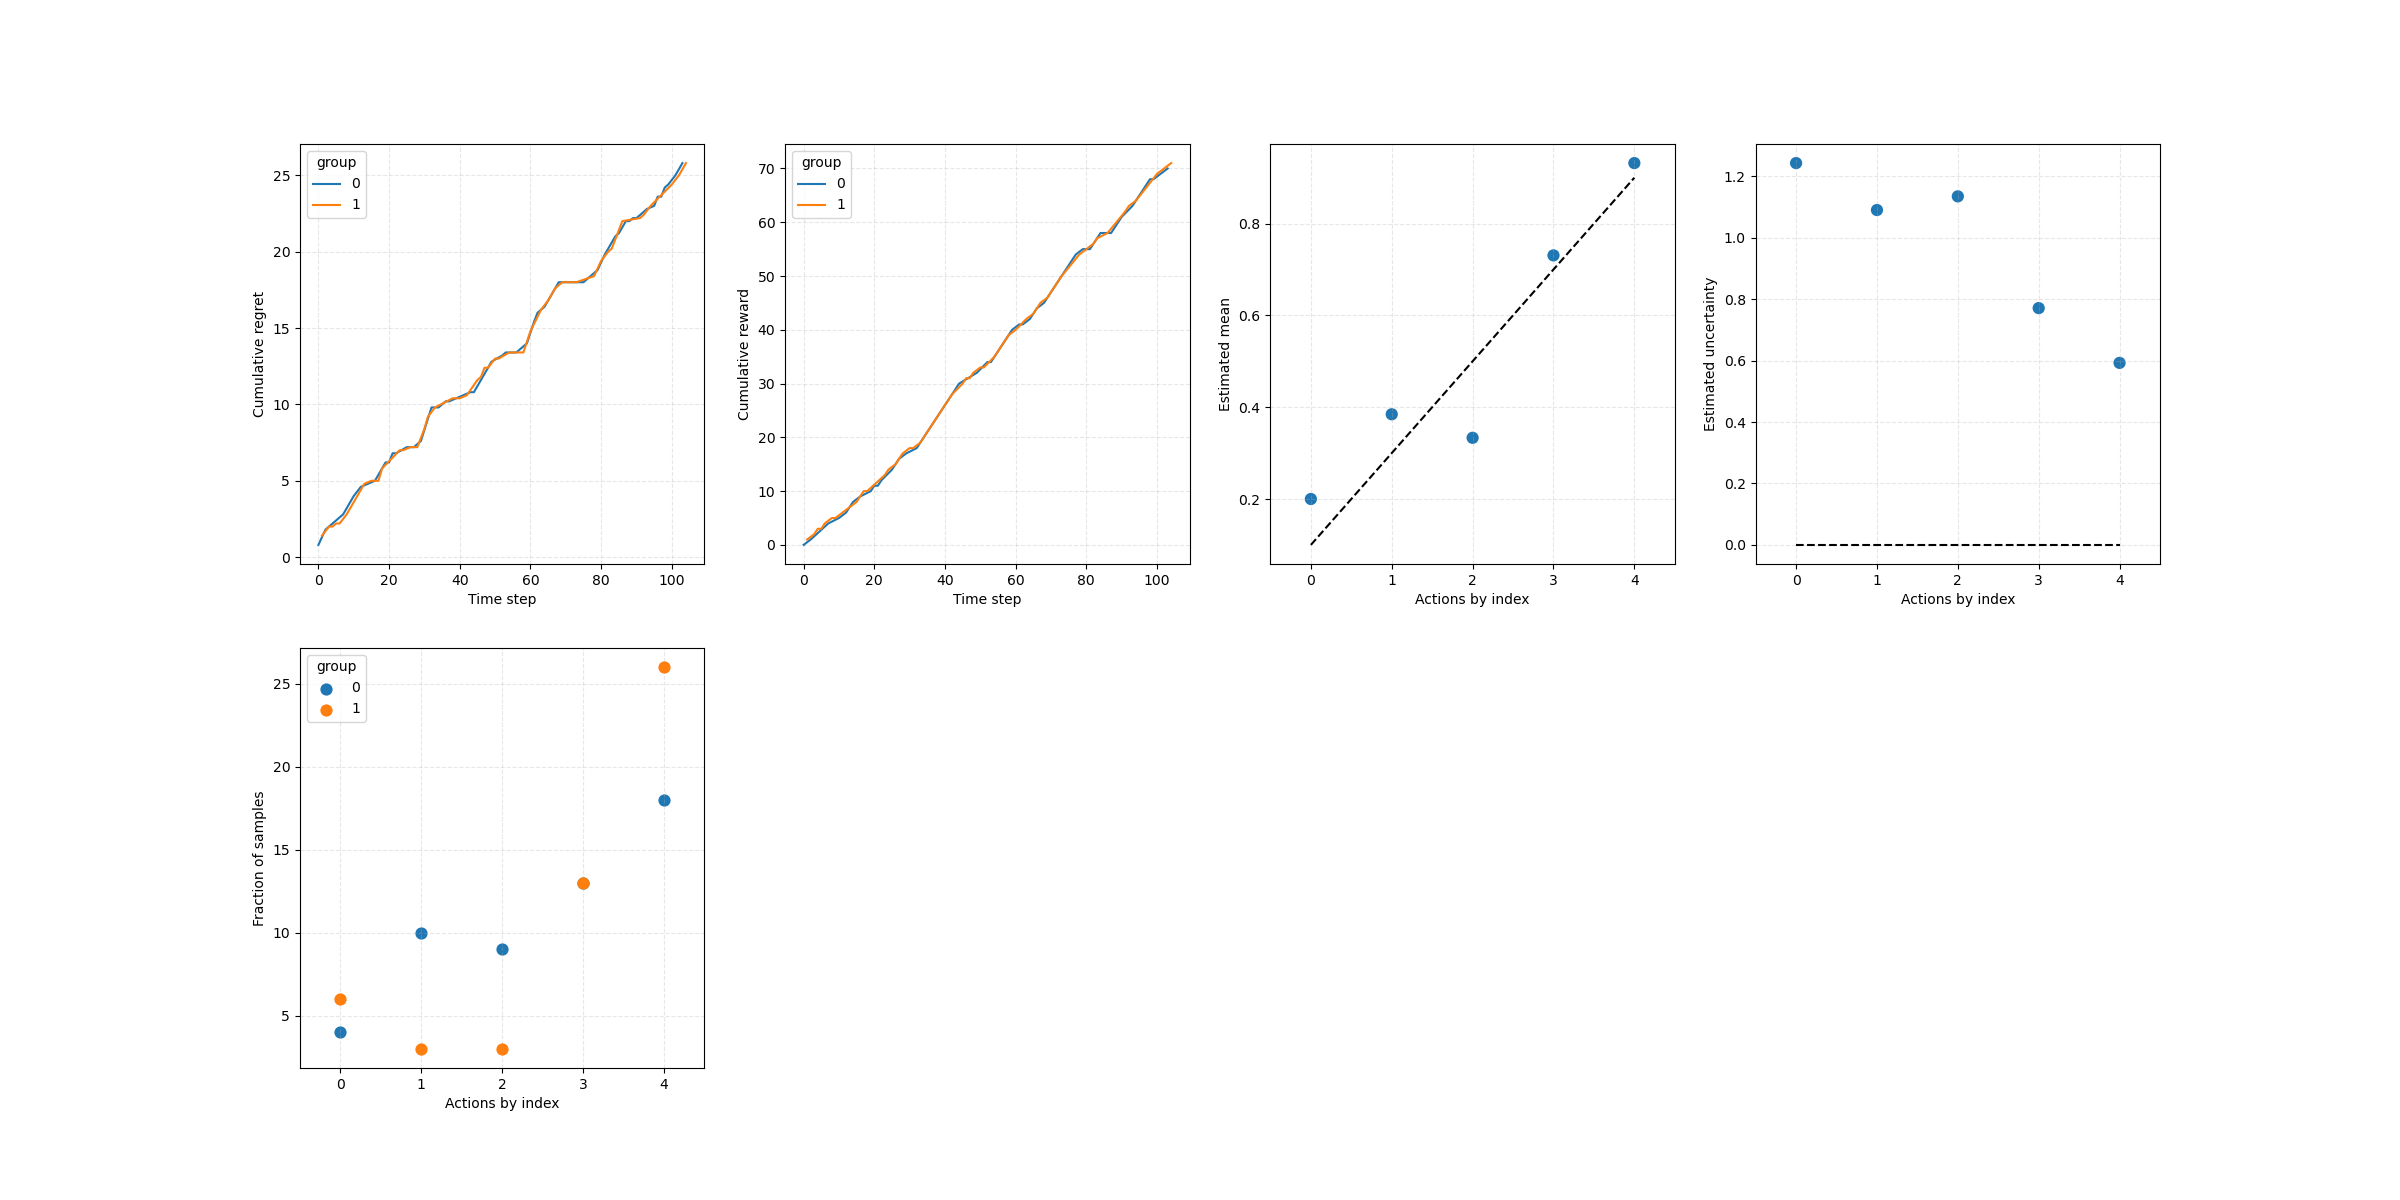 group
0
1
25
20
15
10
5
0
Cumulative regret
0 20 40 60 80 100
Time step
group
0
1
70
60
50
40
30
20
10
0
Cumulative reward
0 20 40 60 80 100
Time step
0.8
0.6
0.4
0.2
Estimated mean
0 1 2 3 4
Actions by index
1.2
1.0
0.8
0.6
0.4
0.2
0.0
Estimated uncertainty
0 1 2 3 4
Actions by index
group
0
1
25
20
15
10
5
Fraction of samples
0 1 2 3 4
Actions by index